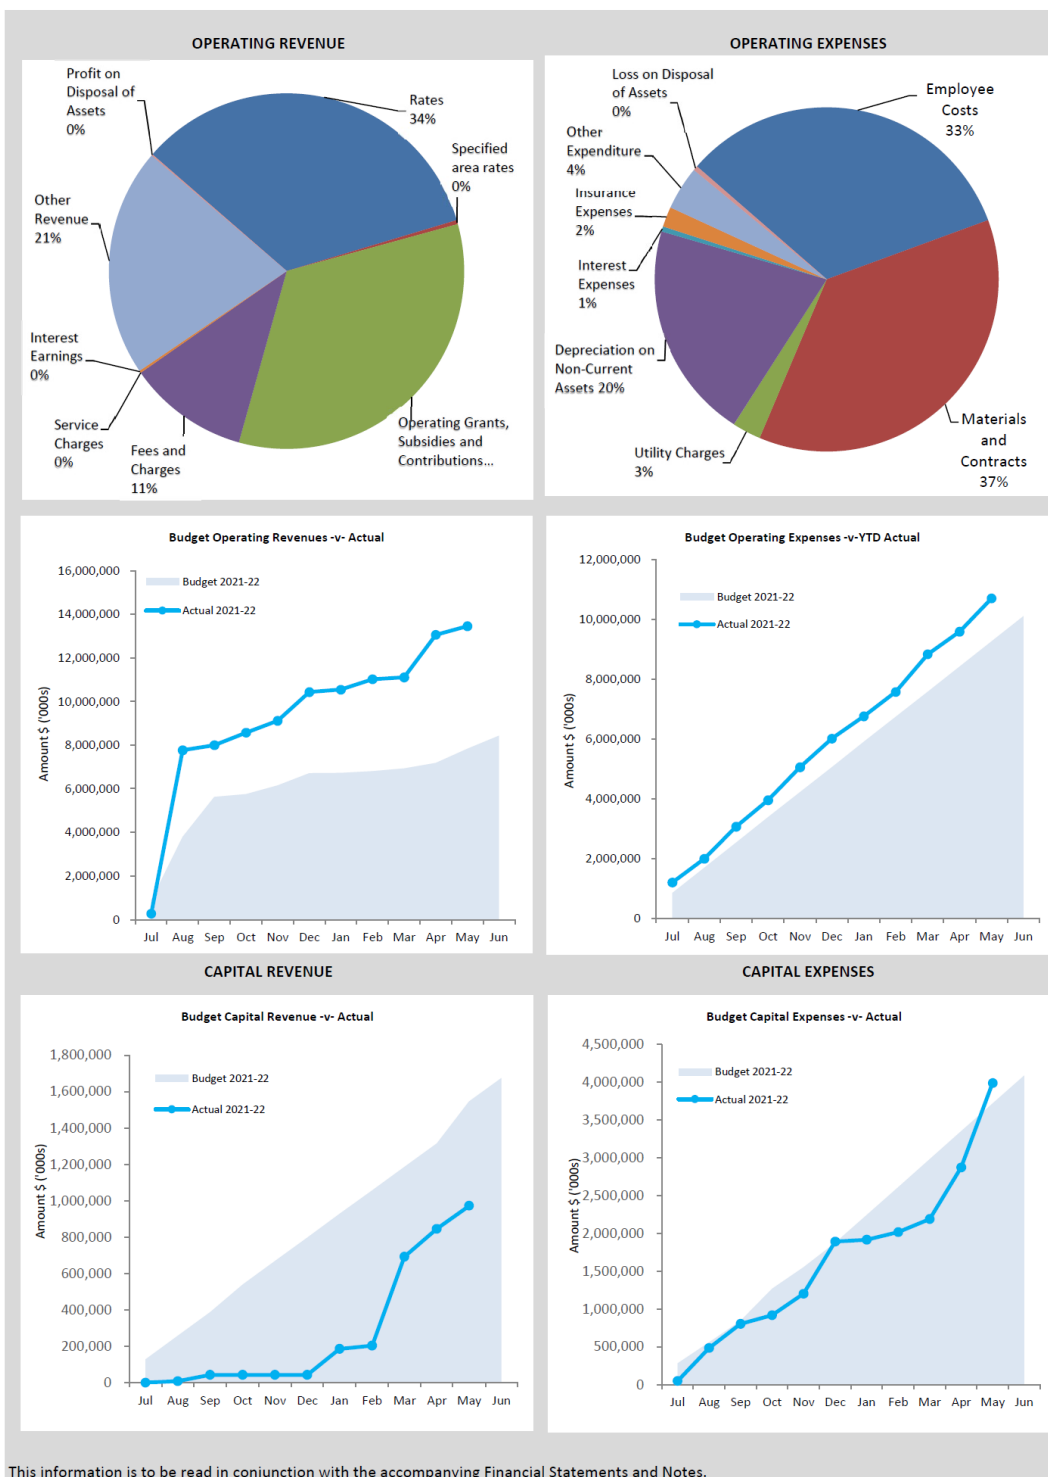 OPERATING REVENUE
OPERATING EXPENSES
Profit on
Disposal of
Assets
0%
Rates
34%
Specified
area rates
0%
Other
Revenue
21%
Interest
Earnings
0%
Service
Charges
0%
Fees and
Charges
11%
Operating Grants,
Subsidies and
Contributions...
Loss on Disposal
of Assets
0%
Employee
Costs
33%
Other
Expenditure
4%
Insurance
Expenses
2%
Interest
Expenses
1%
Depreciation on
Non-Current
Assets 20%
Utility Charges
3%
Materials
and
Contracts
37%
Budget Operating Revenues -v- Actual
16,000,000
14,000,000
12,000,000
10,000,000
8,000,000
6,000,000
4,000,000
2,000,000
0
Amount $ ('000s)
Budget 2021-22
Actual 2021-22
Jul Aug Sep Oct Nov Dec Jan Feb Mar Apr May Jun
Budget Operating Expenses -v-YTD Actual
12,000,000
10,000,000
8,000,000
6,000,000
4,000,000
2,000,000
0
Amount $ ('000s)
Budget 2021-22
Actual 2021-22
Jul Aug Sep Oct Nov Dec Jan Feb Mar Apr May Jun
CAPITAL REVENUE
CAPITAL EXPENSES
Budget Capital Revenue -v- Actual
1,800,000
1,600,000
1,400,000
1,200,000
1,000,000
800,000
600,000
400,000
200,000
0
Amount $ ('000s)
Budget 2021-22
Actual 2021-22
Jul Aug Sep Oct Nov Dec Jan Feb Mar Apr May Jun
Budget Capital Expenses -v- Actual
4,500,000
4,000,000
3,500,000
3,000,000
2,500,000
2,000,000
1,500,000
1,000,000
500,000
0
Amount $ ('000s)
Budget 2021-22
Actual 2021-22
Jul Aug Sep Oct Nov Dec Jan Feb Mar Apr May Jun
This information is to be read in conjunction with the accompanying Financial Statements and Notes.